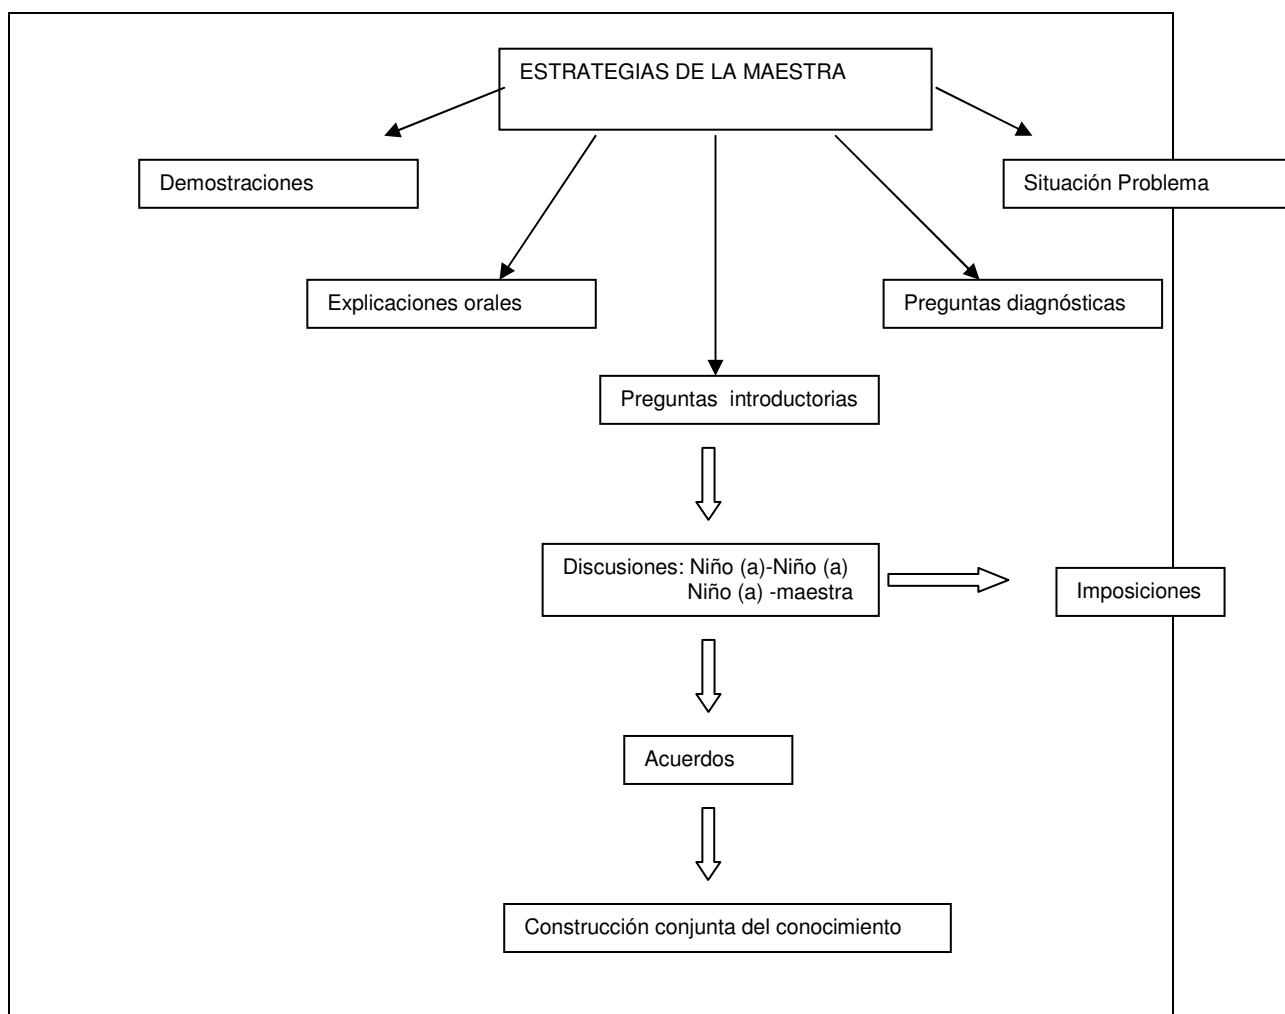 ESTRATEGIAS DE LA MAESTRA
Demostraciones
Situación Problema
Explicaciones orales
Preguntas diagnósticas
Preguntas  introductorias
Discusiones: Niño (a)-Niño (a)
Niño (a) -maestra
Imposiciones
Acuerdos
Construcción conjunta del conocimiento